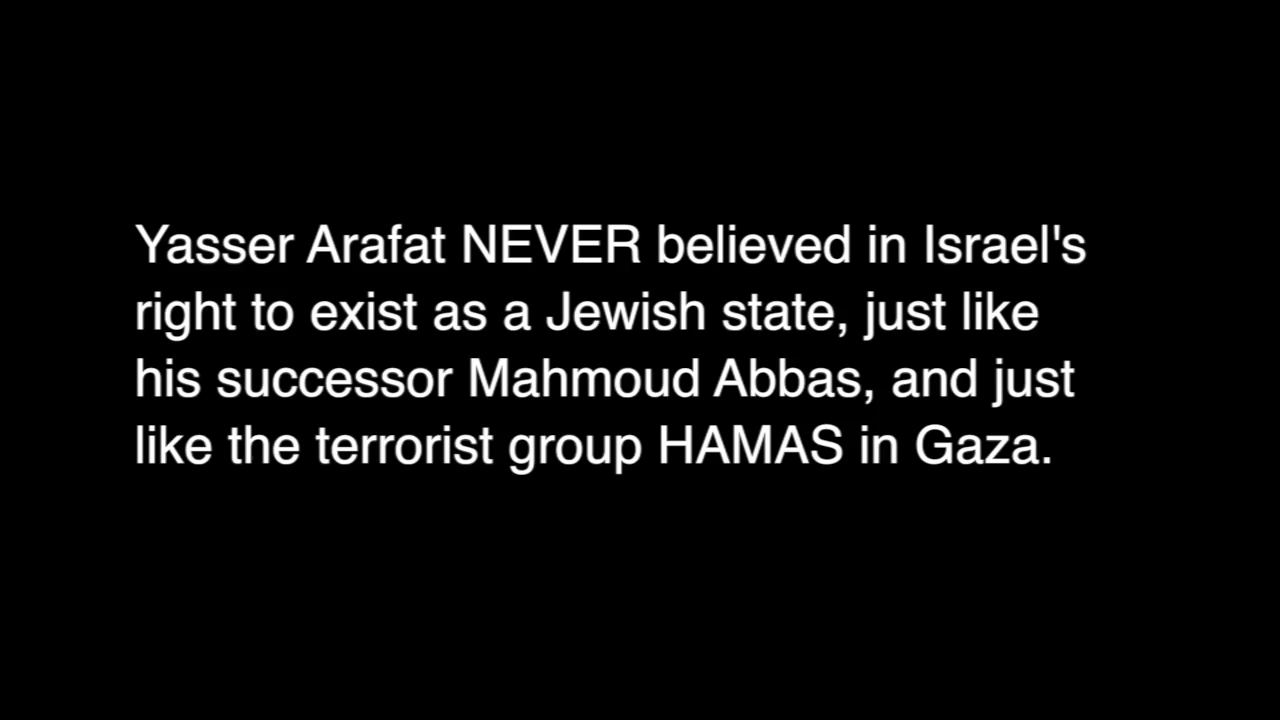 Yasser Arafat NEVER believed in Israel's
right to exist as a Jewish state, just like
his successor Mahmoud Abbas, and just
like the terrorist group HAMAS in Gaza.